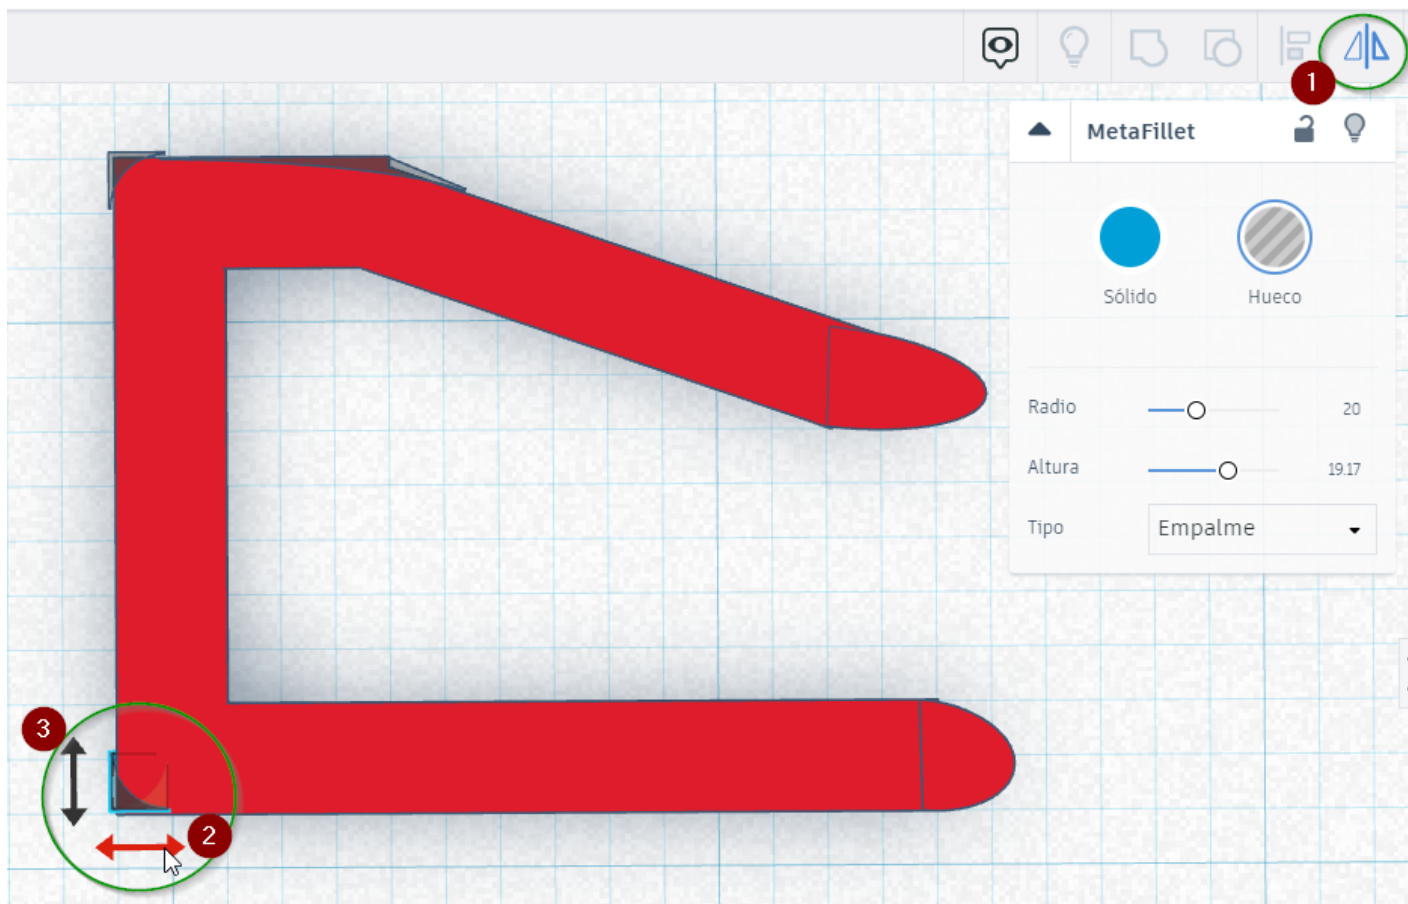 1
MetaFillet
Sólido
Hueco
Radio
20
Altura
19.17
Tipo
Empalme
3
2